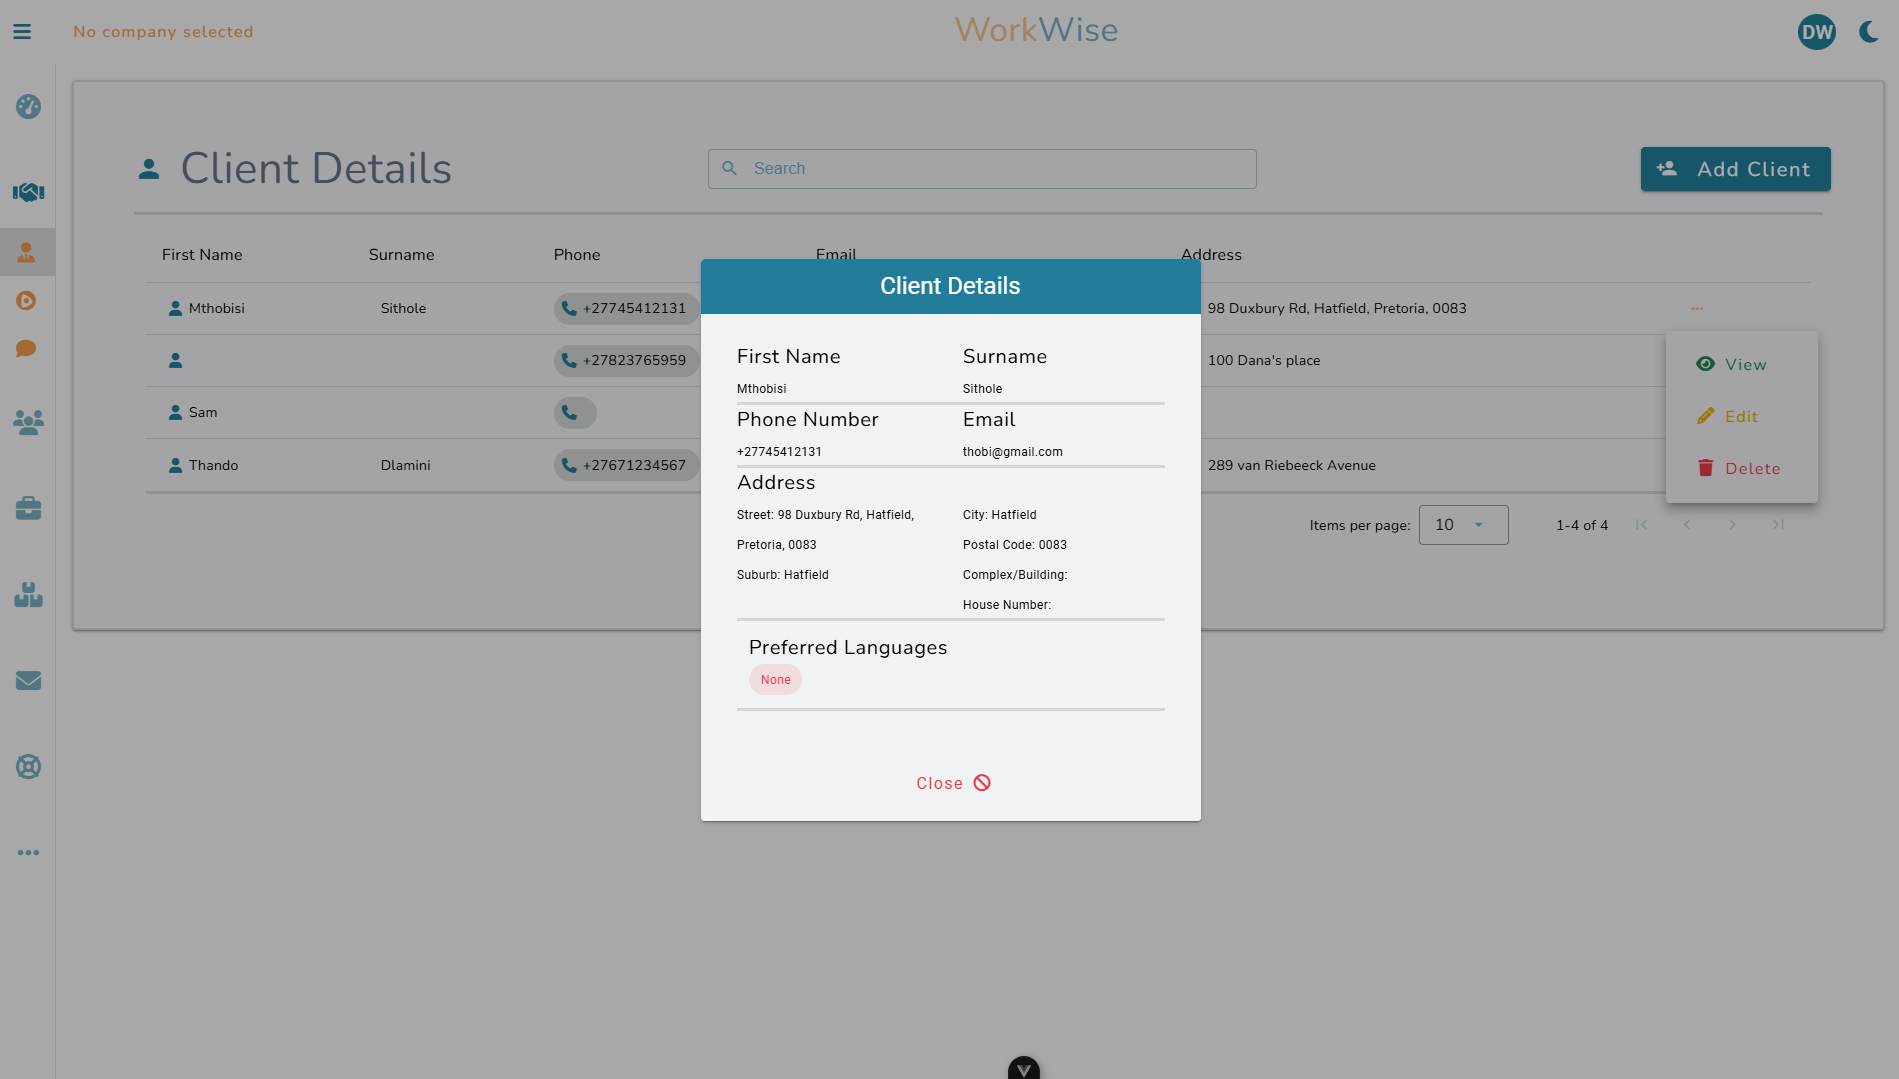 No company selected
WorkWise
DW
Client Details
Search
Add Client
First Name Surname Phone Email Address
Mthobisi Sithole +27745412131 98 Duxbury Rd, Hatfield, Pretoria, 0083
+27823765959 100 Dana's place
Sam
Thando Dlamini +27671234567 289 van Riebeeck Avenue
View
Edit
Delete
Items per page: 10 1-4 of 4
Client Details
First Name Surname
Mthobisi Sithole
Phone Number Email
+27745412131 thobi@gmail.com
Address
Street: 98 Duxbury Rd, Hatfield,
Pretoria, 0083
Suburb: Hatfield
City: Hatfield
Postal Code: 0083
Complex/Building:
House Number:
Preferred Languages
None
Close